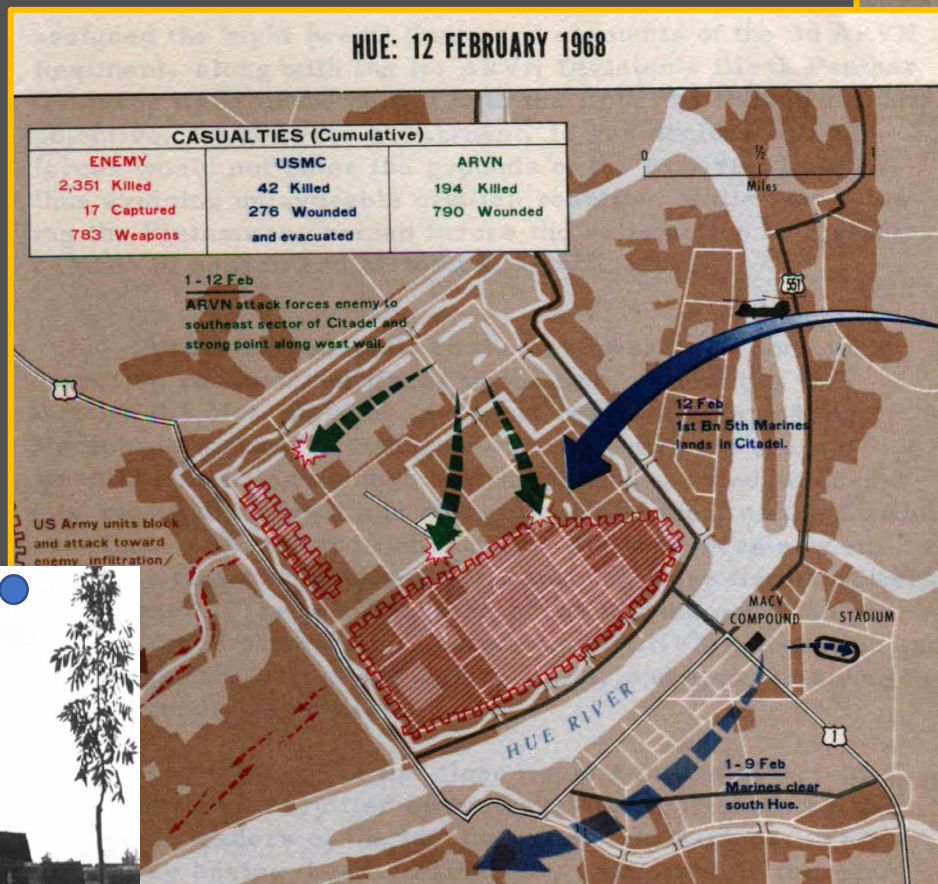 HUE: 12 FEBRUARY 1968
CASUALTIES (Cumulative)
ENEMY
2,351 Killed
17 Captured
783 Weapons
USMC
42 Killed
276 Wounded
and evacuated
ARVN
194 Killed
790 Wounded
0
½
1
Miles
1 - 12 Feb
ARVN attack forces enemy to
southeast sector of Citadel and
strong point along west wall.
551
1
12 Feb
1st Bn 5th Marines
lands in Citadel.
US Army units block
and attack toward
enemy infiltration/
MACV
COMPOUND
STADIUM
HUE RIVER
1
1 - 9 Feb
Marines clear
south Hue.